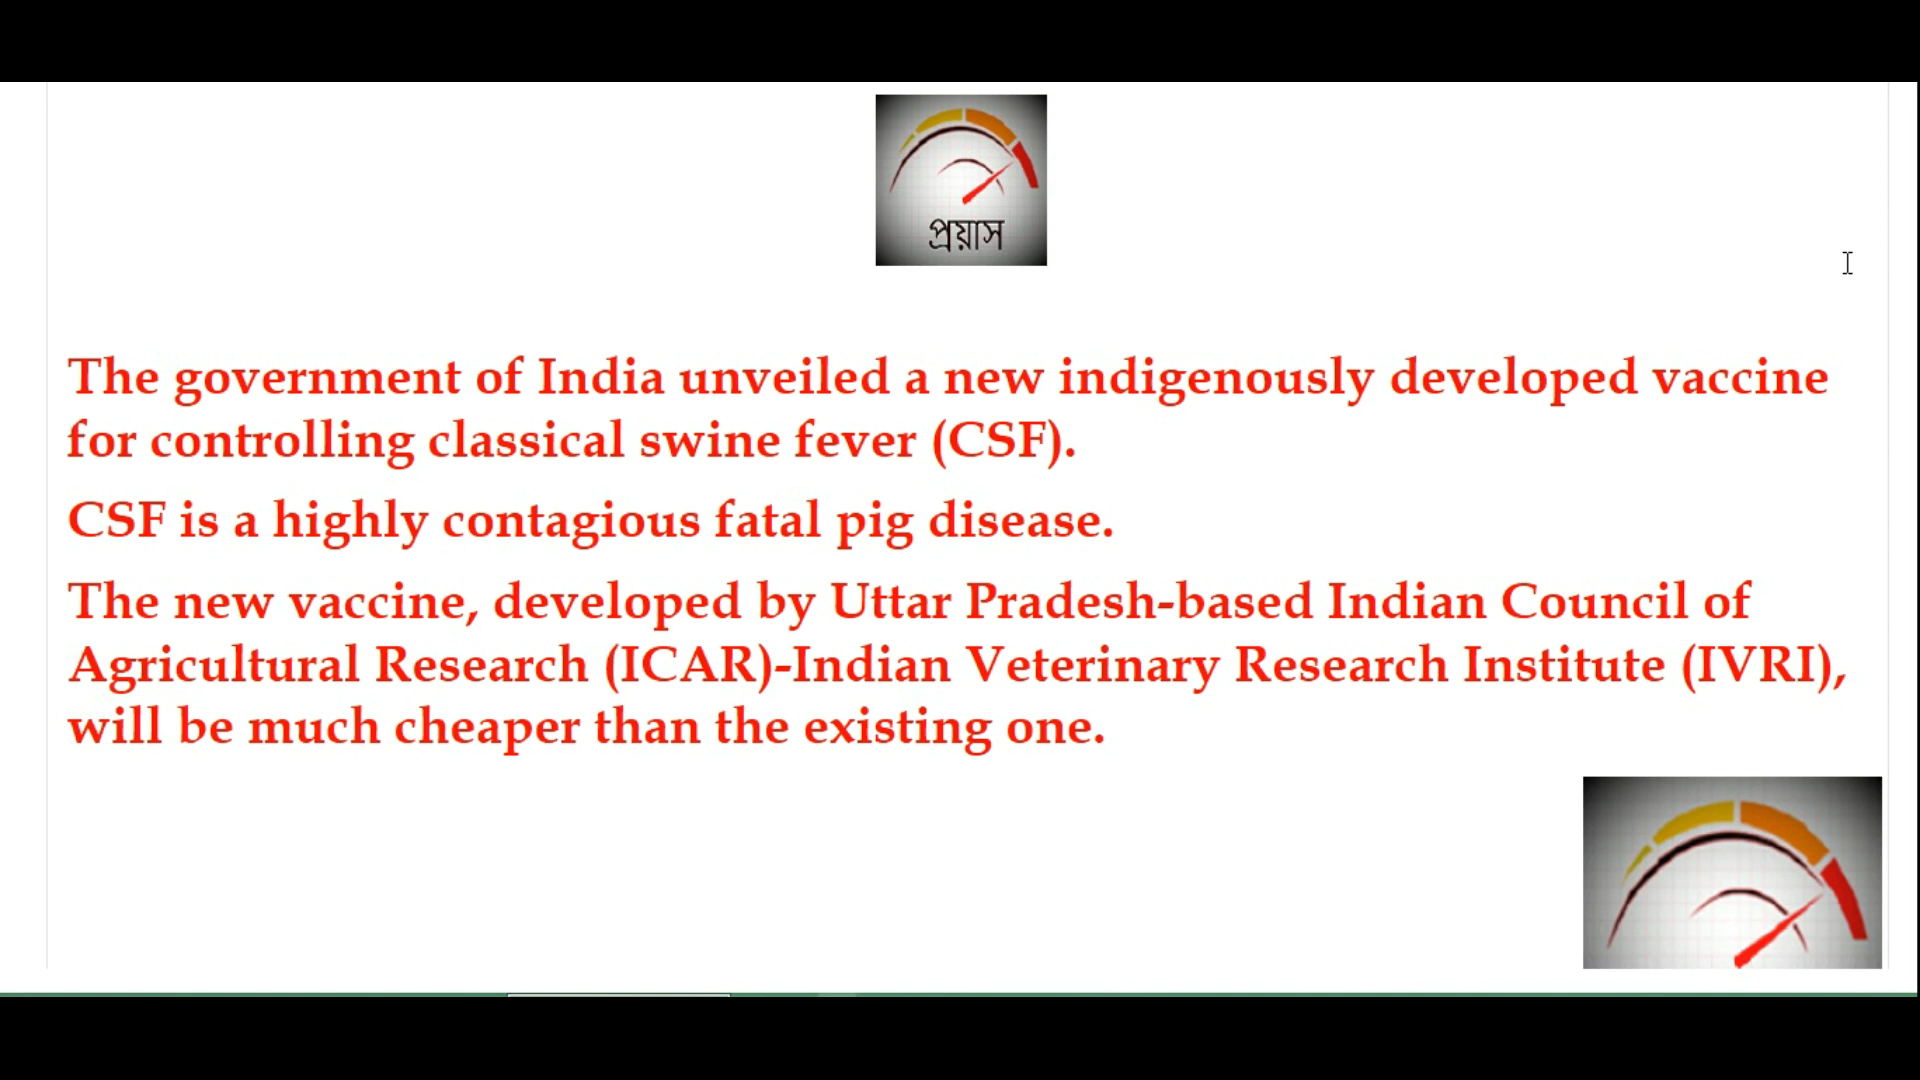 প্রয়াস
The government of India unveiled a new indigenously developed vaccine
for controlling classical swine fever (CSF).
CSF is a highly contagious fatal pig disease.
The new vaccine, developed by Uttar Pradesh-based Indian Council of
Agricultural Research (ICAR)-Indian Veterinary Research Institute (IVRI),
will be much cheaper than the existing one.